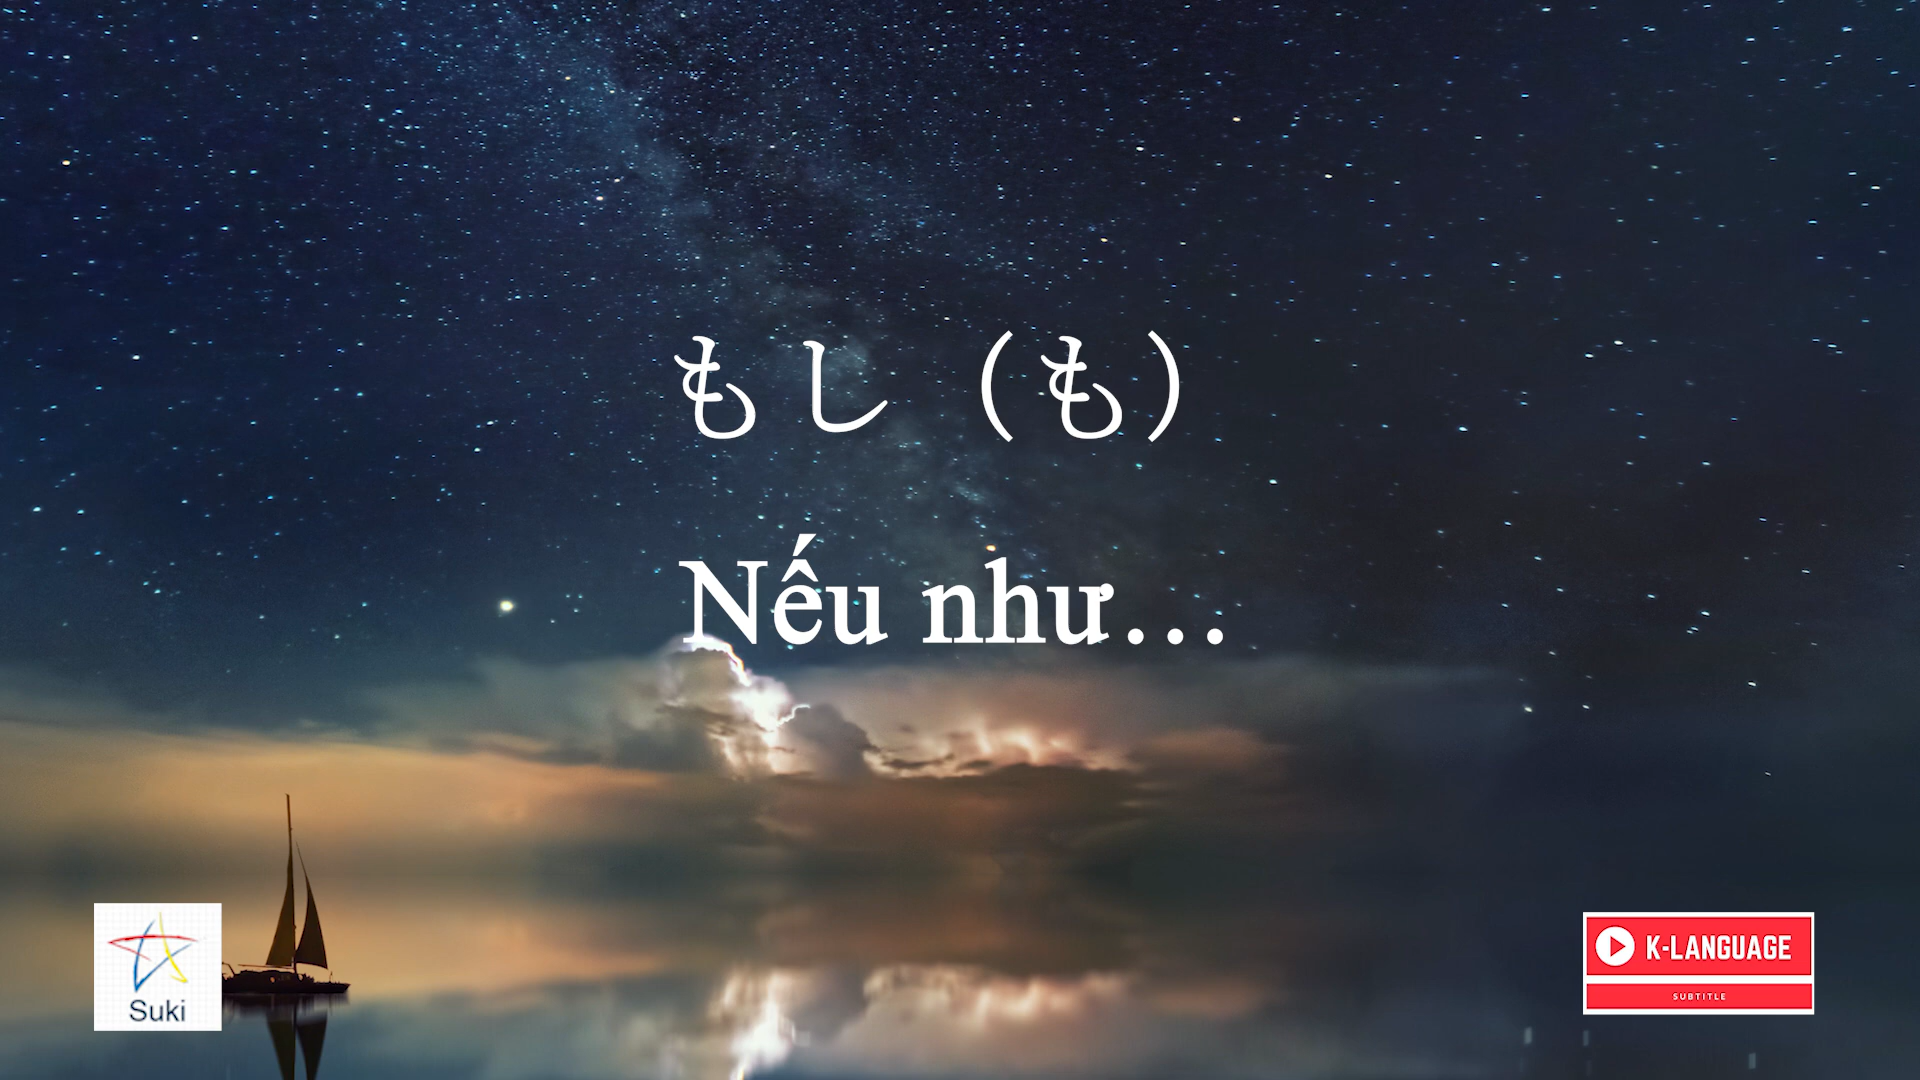 もし（も）
Nếu như…
Suki
K-LANGUAGE
SUBTITLE